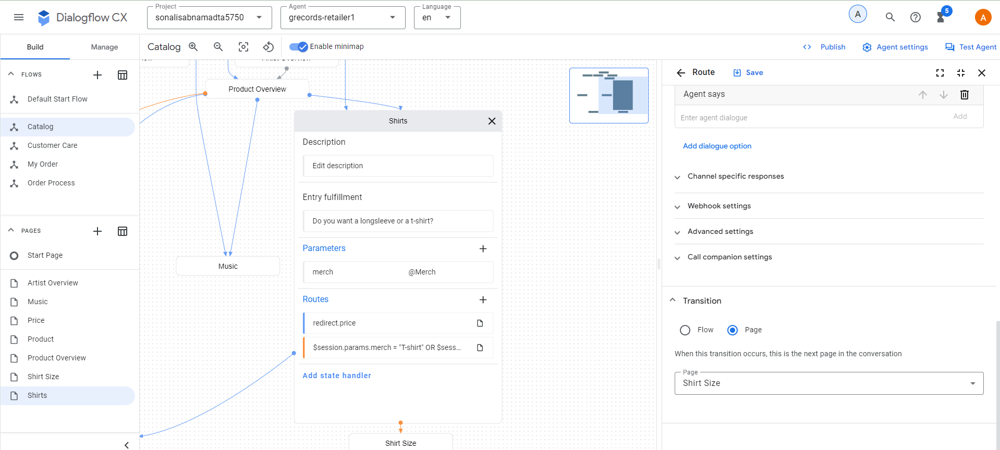 Dialogflow CX
Project
sonalisabnamadta5750
Agent
grecords-retailer1
Language
en
A
5
A
Build
Manage
Catalog
Enable minimap
Publish
Agent settings
Test Agent
FLOWS
Default Start Flow
Catalog
Customer Care
My Order
Order Process
PAGES
Start Page
Artist Overview
Music
Price
Product
Product Overview
Shirt Size
Shirts
Artist Overview
Product Overview
Music
Shirts
Description
Edit description
Entry fulfillment
Do you want a longsleeve or a t-shirt?
Parameters
merch @Merch
Routes
redirect.price
$session.params.merch = "T-shirt" OR $sess...
Add state handler
Shirt Size
Route
Save
Agent says
Enter agent dialogue
Add
Add dialogue option
Channel specific responses
Webhook settings
Advanced settings
Call companion settings
Transition
Flow Page
When this transition occurs, this is the next page in the conversation
Page
Shirt Size